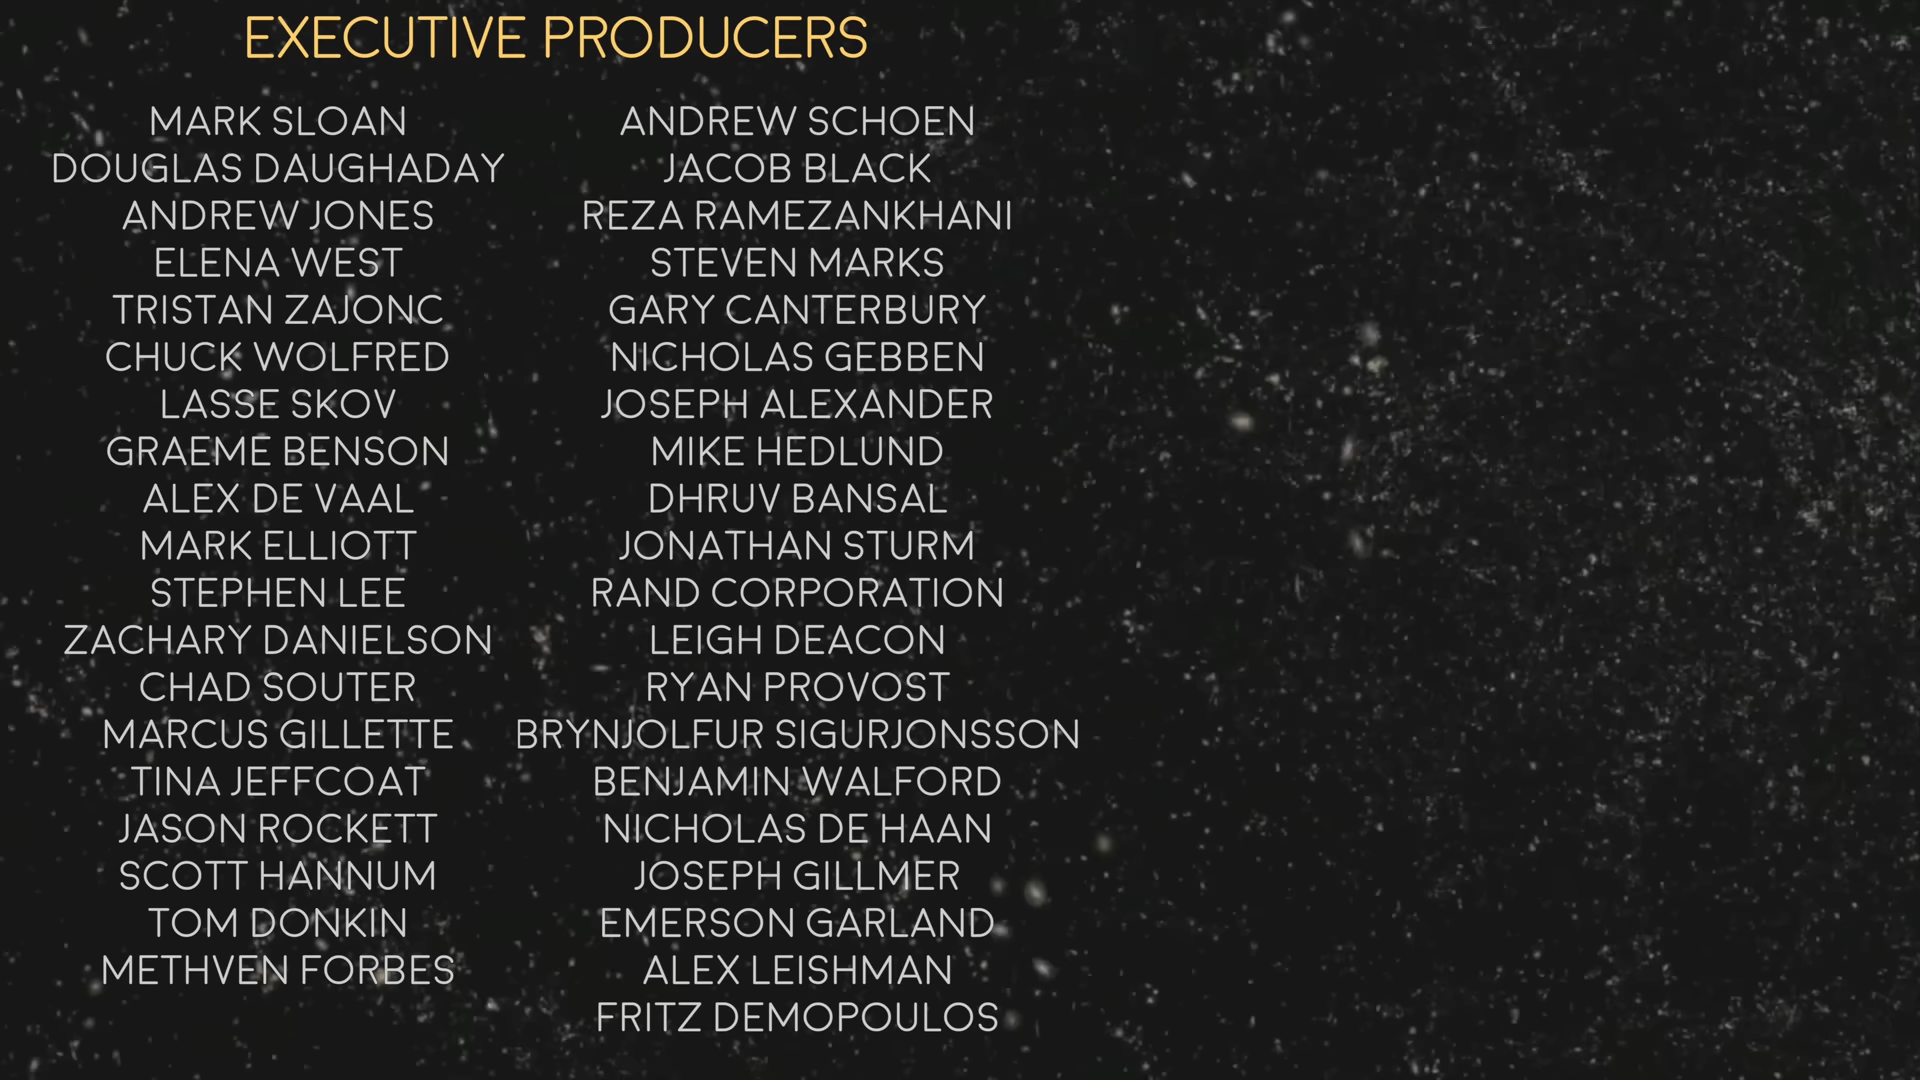 EXECUTIVE PRODUCERS
MARK SLOAN
DOUGLAS DAUGHADAY
ANDREW JONES
ELENA WEST
TRISTAN ZAJONC
CHUCK WOLFRED
LASSE SKOV
GRAEME BENSON
ALEX DE VAAL
MARK ELLIOTT
STEPHEN LEE
ZACHARY DANIELSON
CHAD SOUTER
MARCUS GILLETTE
TINA JEFFCOAT
JASON ROCKETT
SCOTT HANNUM
TOM DONKIN
METHVEN FORBES
ANDREW SCHOEN
JACOB BLACK
REZA RAMEZANKHANI
STEVEN MARKS
GARY CANTERBURY
NICHOLAS GEBBEN
JOSEPH ALEXANDER
MIKE HEDLUND
DHRUV BANSAL
JONATHAN STURM
RAND CORPORATION
LEIGH DEACON
RYAN PROVOST
BRYNJOLFUR SIGURJONSSON
BENJAMIN WALFORD
NICHOLAS DE HAAN
JOSEPH GILLMER
EMERSON GARLAND
ALEX LEISHMAN
FRITZ DEMOPOULOS